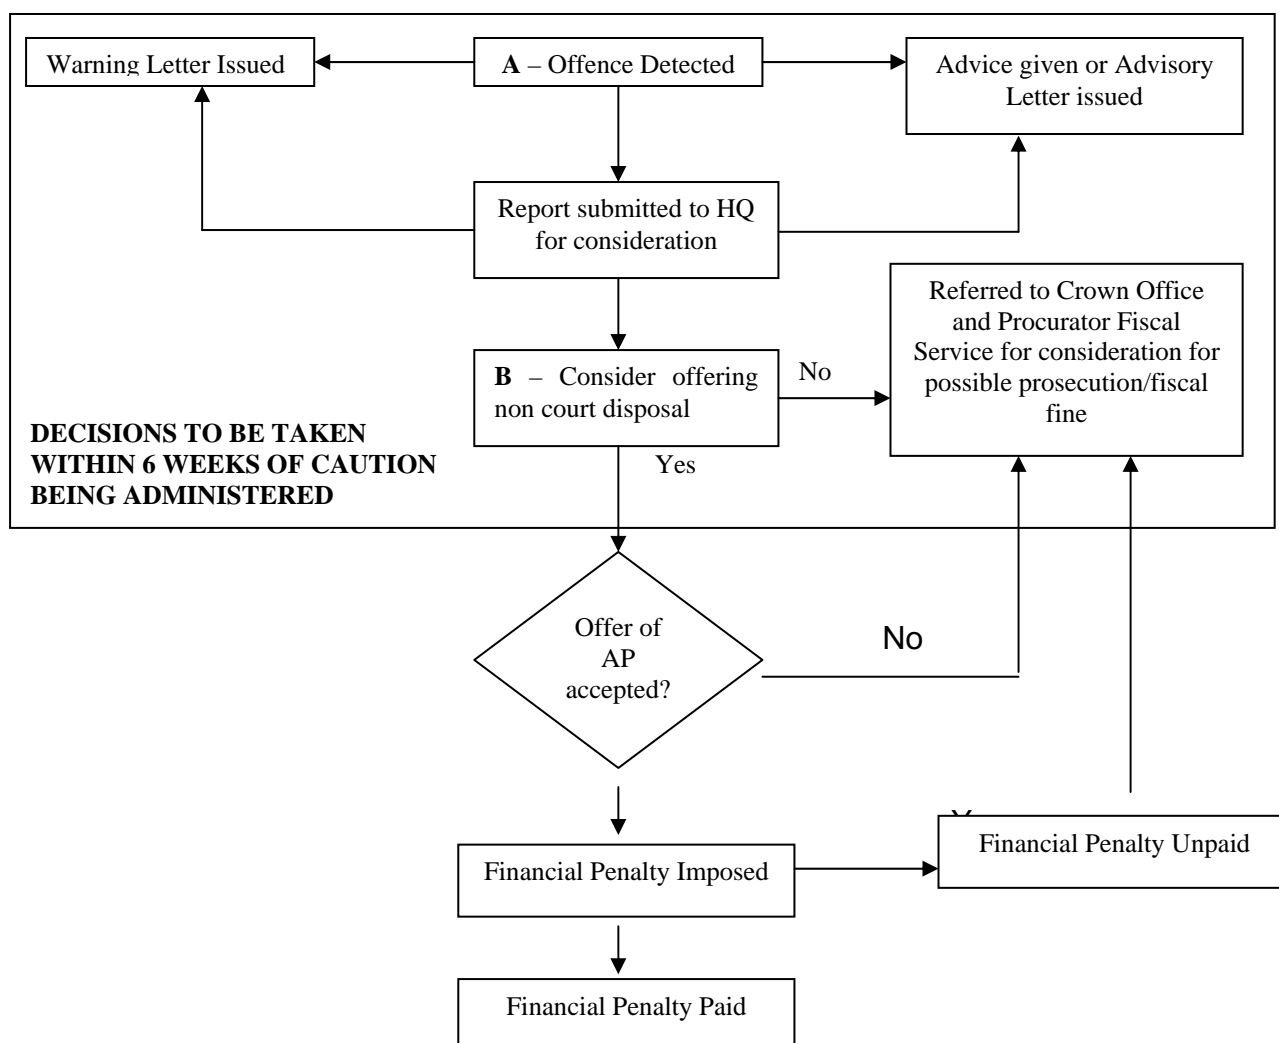 Warning Letter Issued
A – Offence Detected
Advice given or Advisory
Letter issued
Report submitted to HQ
for consideration
Referred to Crown Office
and Procurator Fiscal
Service for consideration for
possible prosecution/fiscal
fine
B – Consider offering
non court disposal
No
DECISIONS TO BE TAKEN
WITHIN 6 WEEKS OF CAUTION
BEING ADMINISTERED
Yes
Offer of
AP
accepted?
No
Financial Penalty Imposed
Financial Penalty Unpaid
Financial Penalty Paid